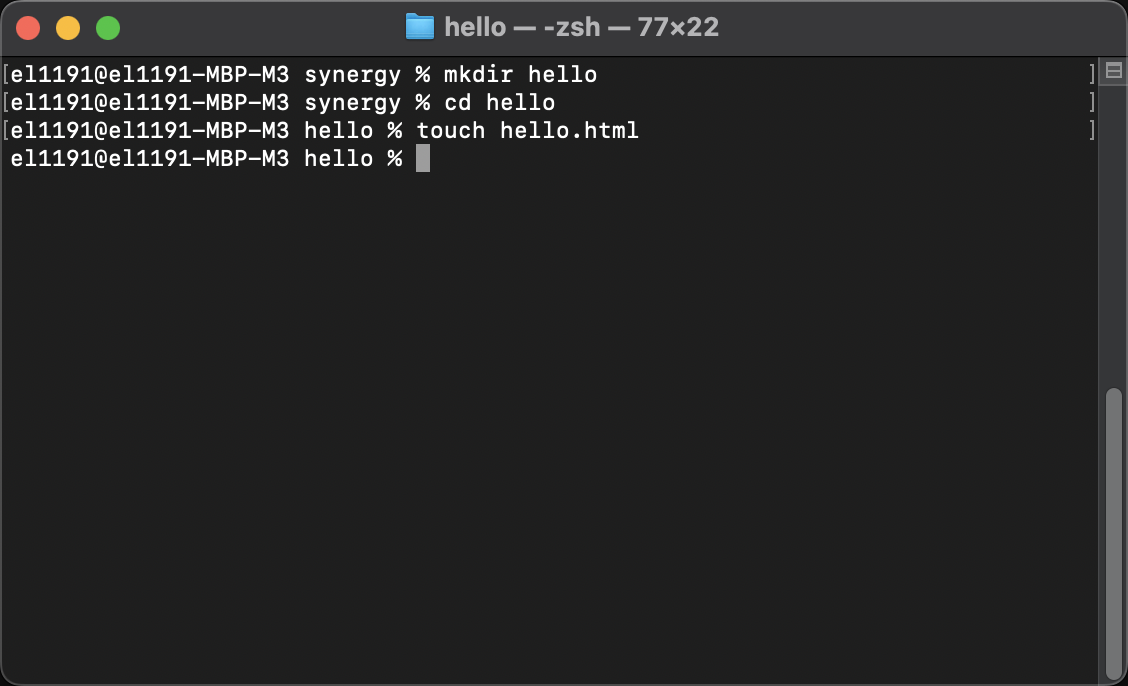 hello — -zsh — 77×22
[el1191@el1191-MBP-M3 synergy % mkdir hello ]
[el1191@el1191-MBP-M3 synergy % cd hello ]
[el1191@el1191-MBP-M3 hello % touch hello.html ]
el1191@el1191-MBP-M3 hello %